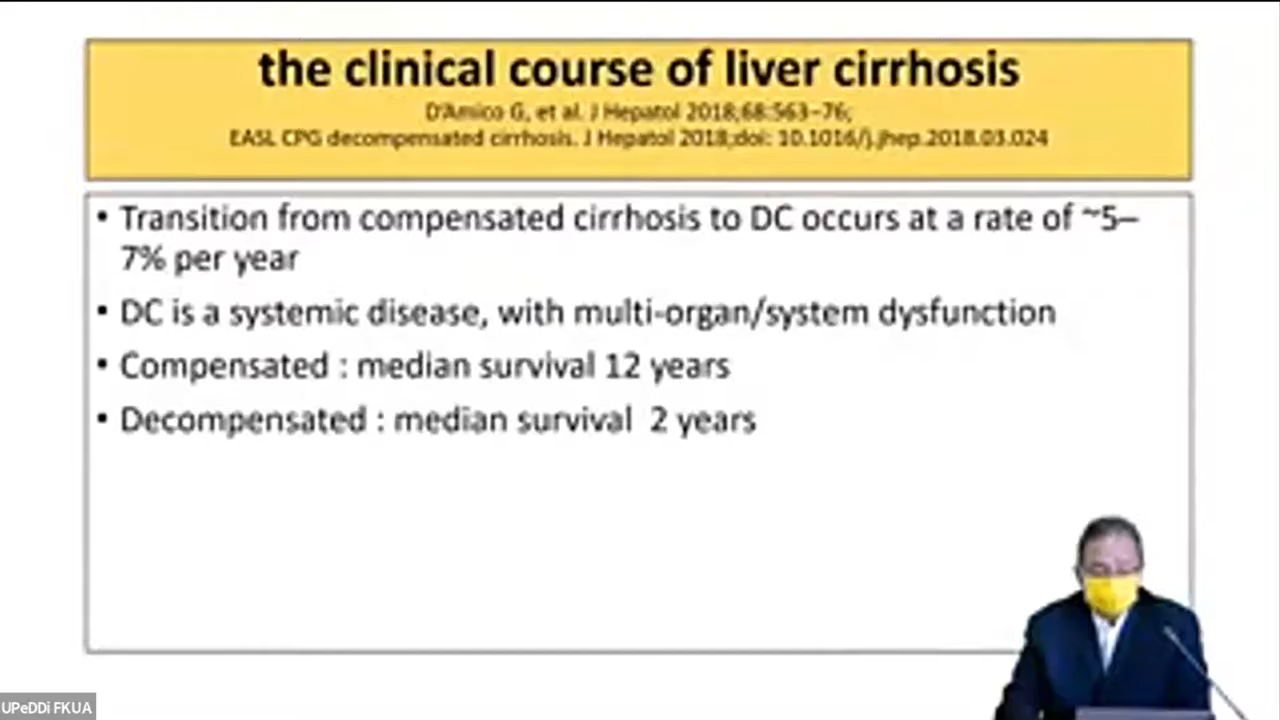 the clinical course of liver cirrhosis
D'Amico G, et al. J Hepatol 2018;68:563–76;
EASL CPG decompensated cirrhosis. J Hepatol 2018;doi: 10.1016/j.jhep.2018.03.024
• Transition from compensated cirrhosis to DC occurs at a rate of ~5–
7% per year
• DC is a systemic disease, with multi-organ/system dysfunction
• Compensated : median survival 12 years
• Decompensated : median survival  2 years
UPeDDi FKUA